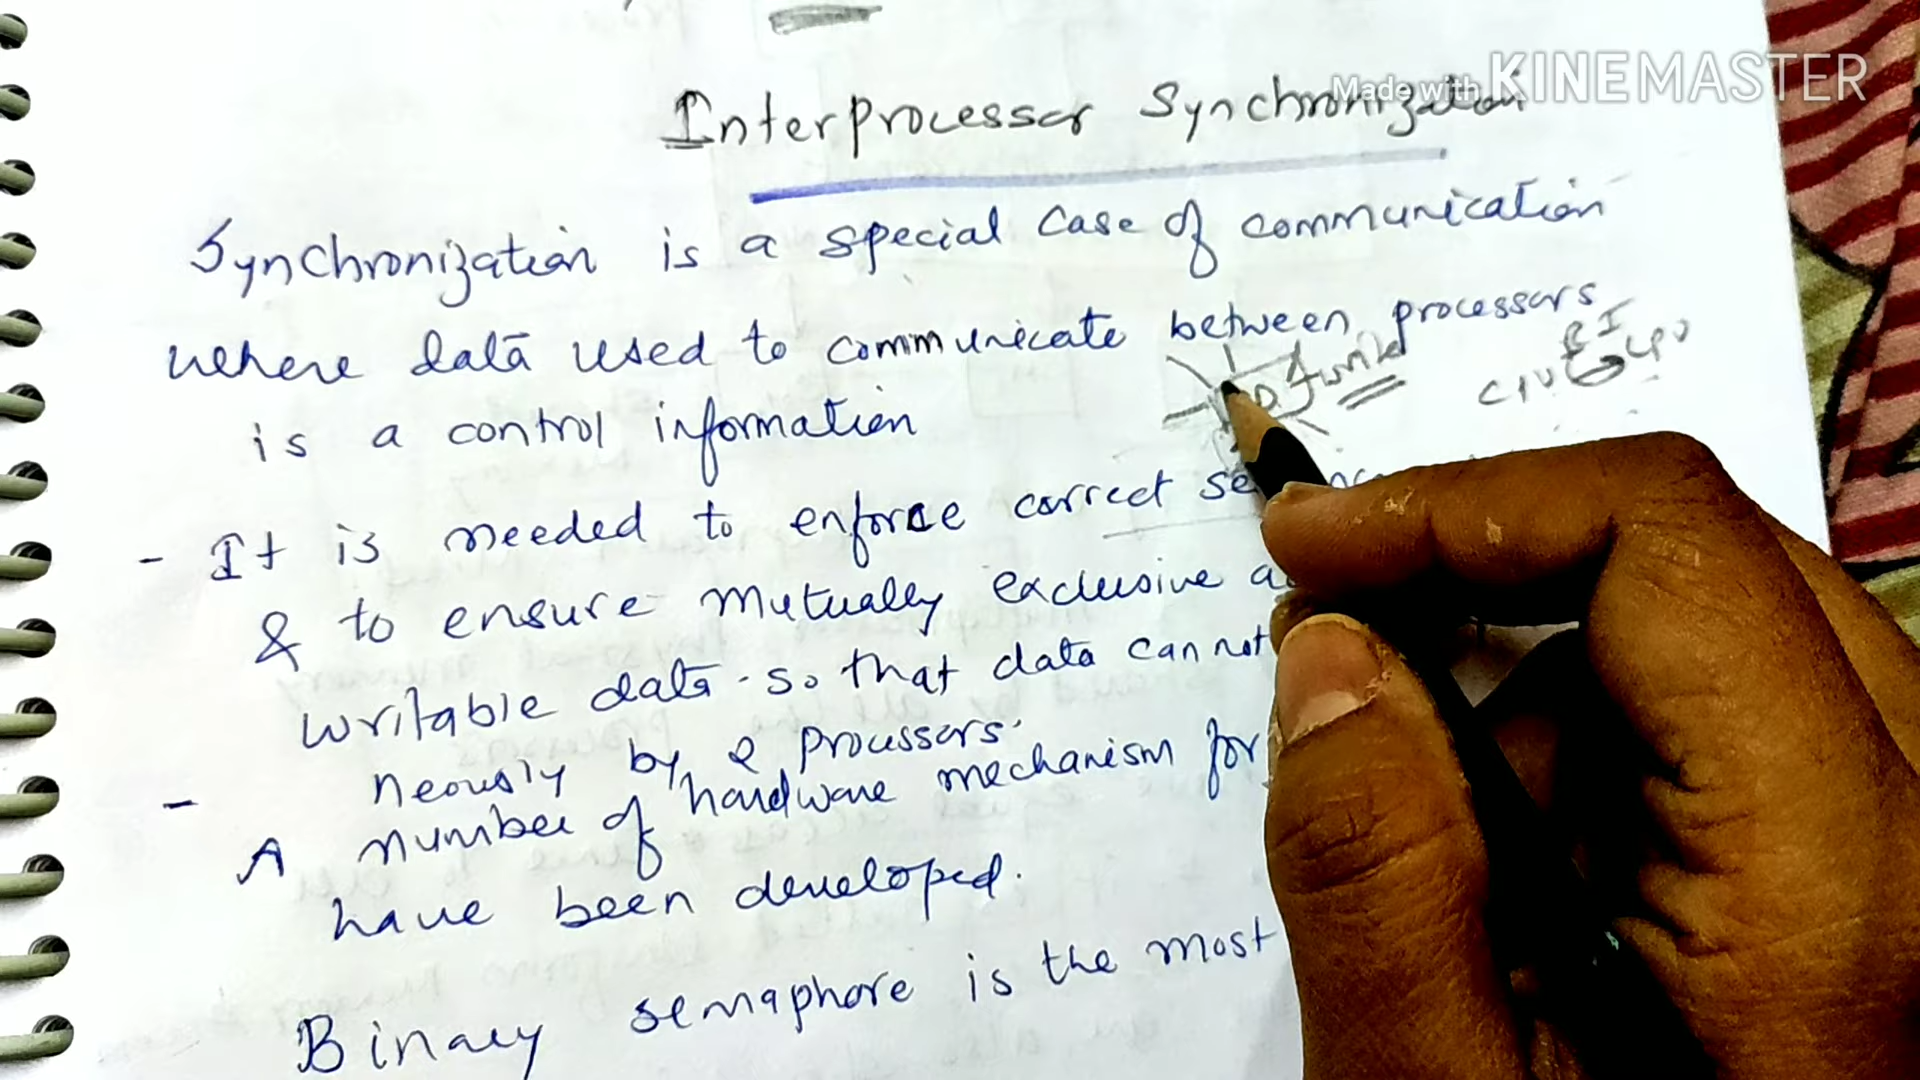 Made with KINEMASTER
Interprocessor Synchronization
Synchronization is a special case of communication
where data used to communicate between processors
is a control information
CPU CPU
- It is needed to enforce correct
& to ensure mutually exclusive
writable data. so that data can not
neously by 2 processors.
- A number of hardware mechanism for
have been developed.
Binary semaphore is the most